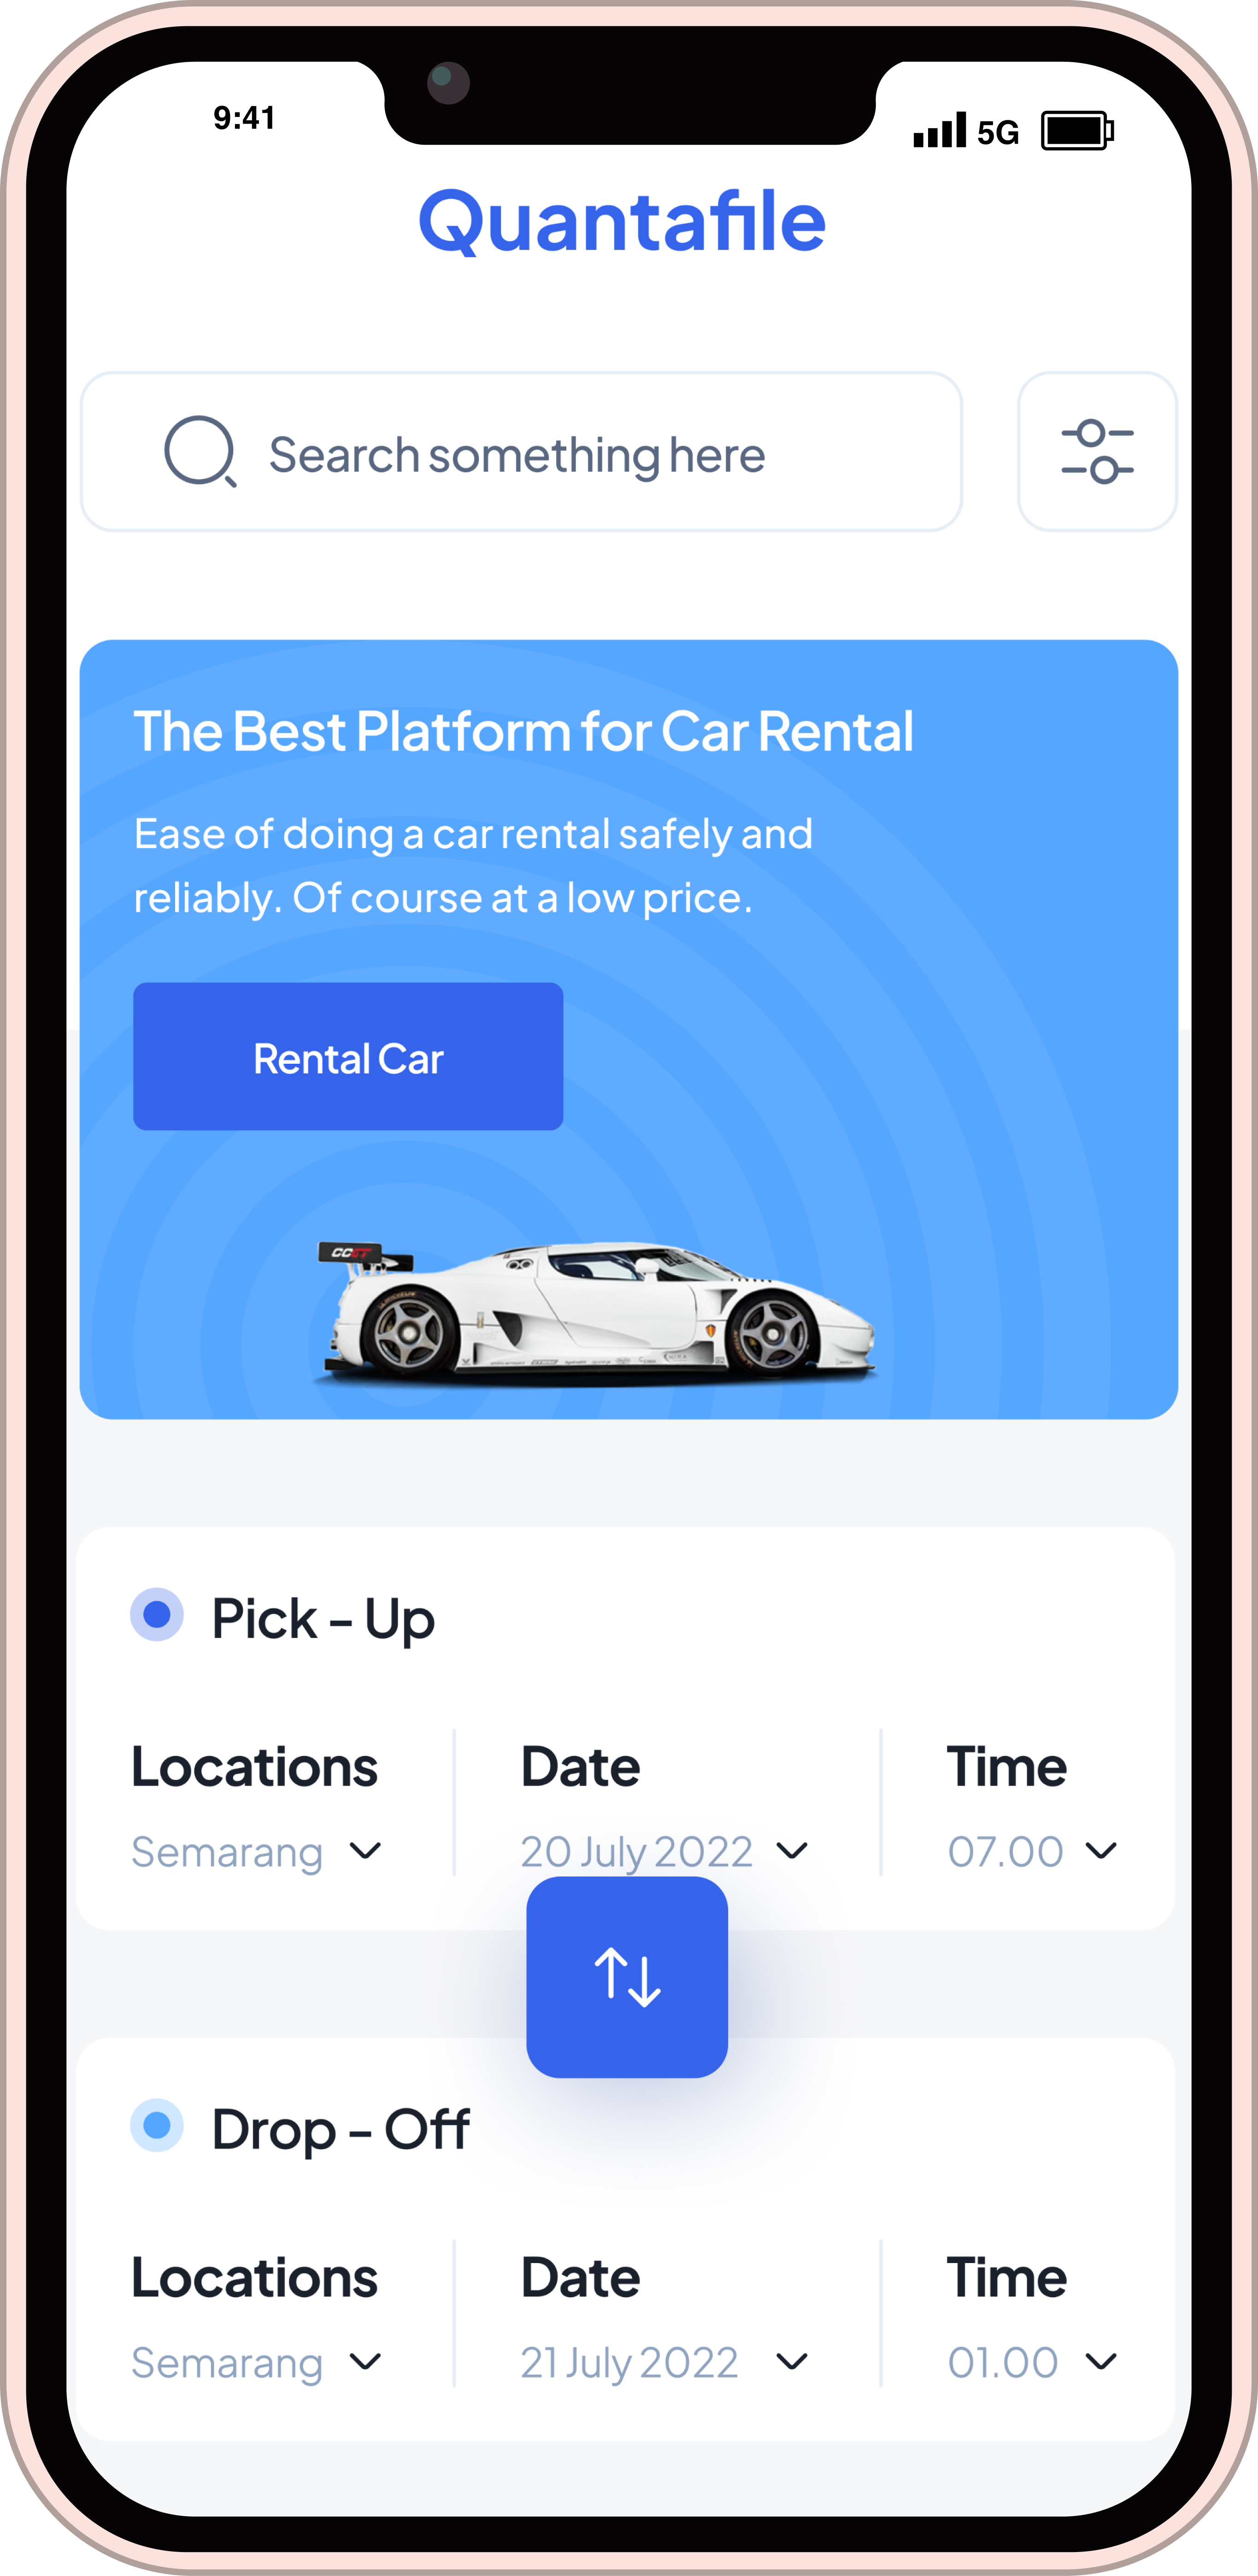 9:41
5G
Quantafile
Search something here
The Best Platform for Car Rental
Ease of doing a car rental safely and
reliably. Of course at a low price.
Rental Car
CCGT
Pick - Up
Locations
Date
Time
Semarang
20 July 2022
07.00
Drop - Off
Locations
Date
Time
Semarang
21 July 2022
01.00